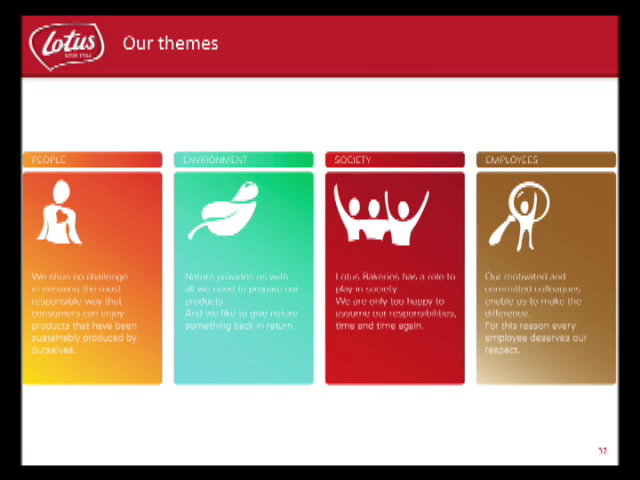 Lotus
Our themes
PEOPLE
We shun no challenge
in ensuring the most
responsible way that
consumers can enjoy
products that have been
sustainably produced by
ourselves.
ENVIRONMENT
Nature provides us with
all we need to prepare our
products.
And we like to give nature
something back in return.
SOCIETY
Lotus Bakeries has a role to
play in society.
We are only too happy to
assume our responsibilities,
time and time again.
EMPLOYEES
Our motivated and
committed colleagues
enable us to make the
difference.
For this reason every
employee deserves our
respect.